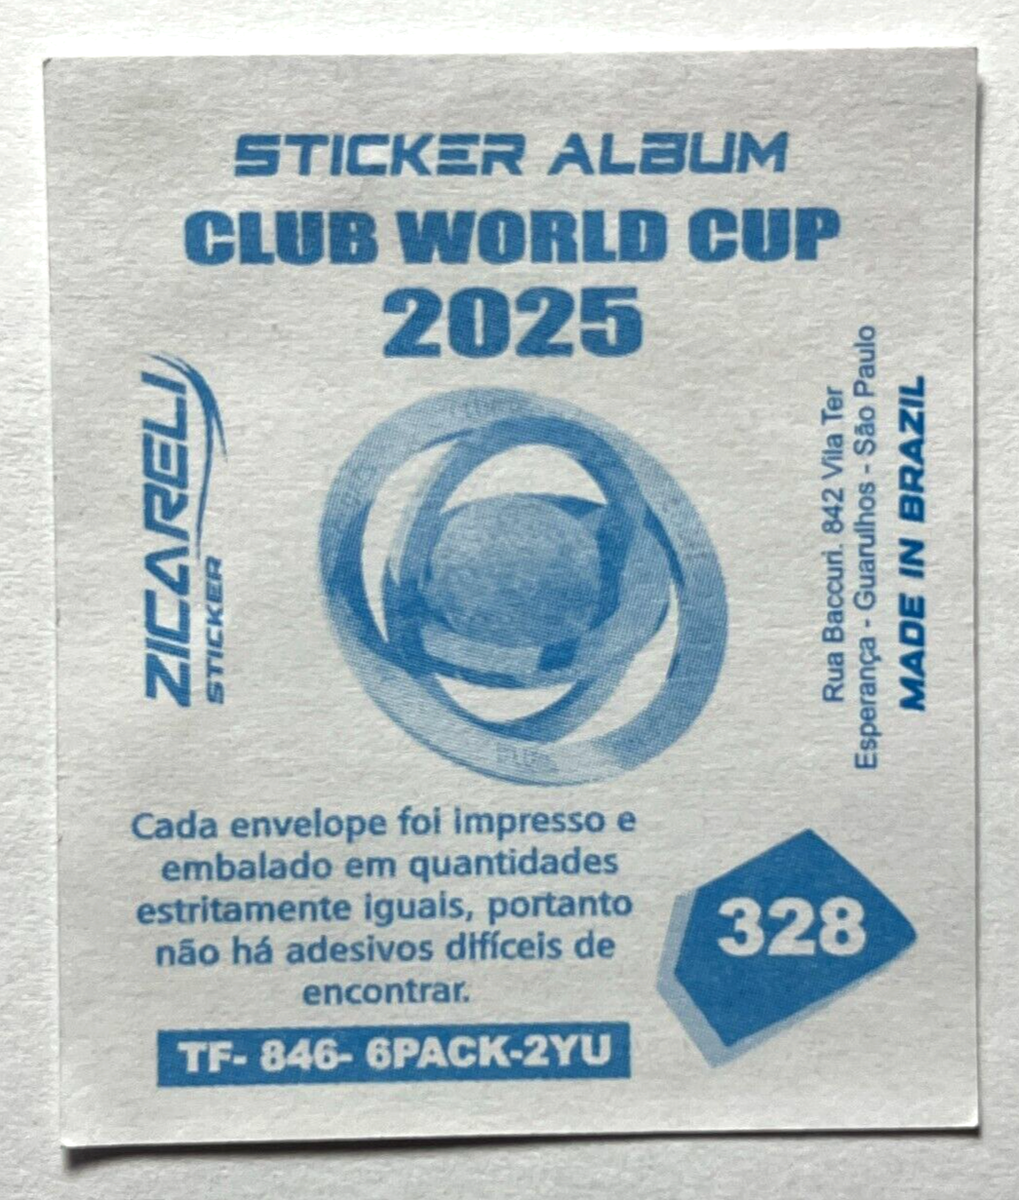 STICKER ALBUM
CLUB WORLD CUP
2025
ZICARELI
STICKER
Rua Baccuri. 842 Vila Ter
Esperança - Guarulhos - São Paulo
MADE IN BRAZIL
Cada envelope foi impresso e
embalado em quantidades
estritamente iguais, portanto
não há adesivos difíceis de
encontrar.
328
TF- 846- 6PACK-2YU